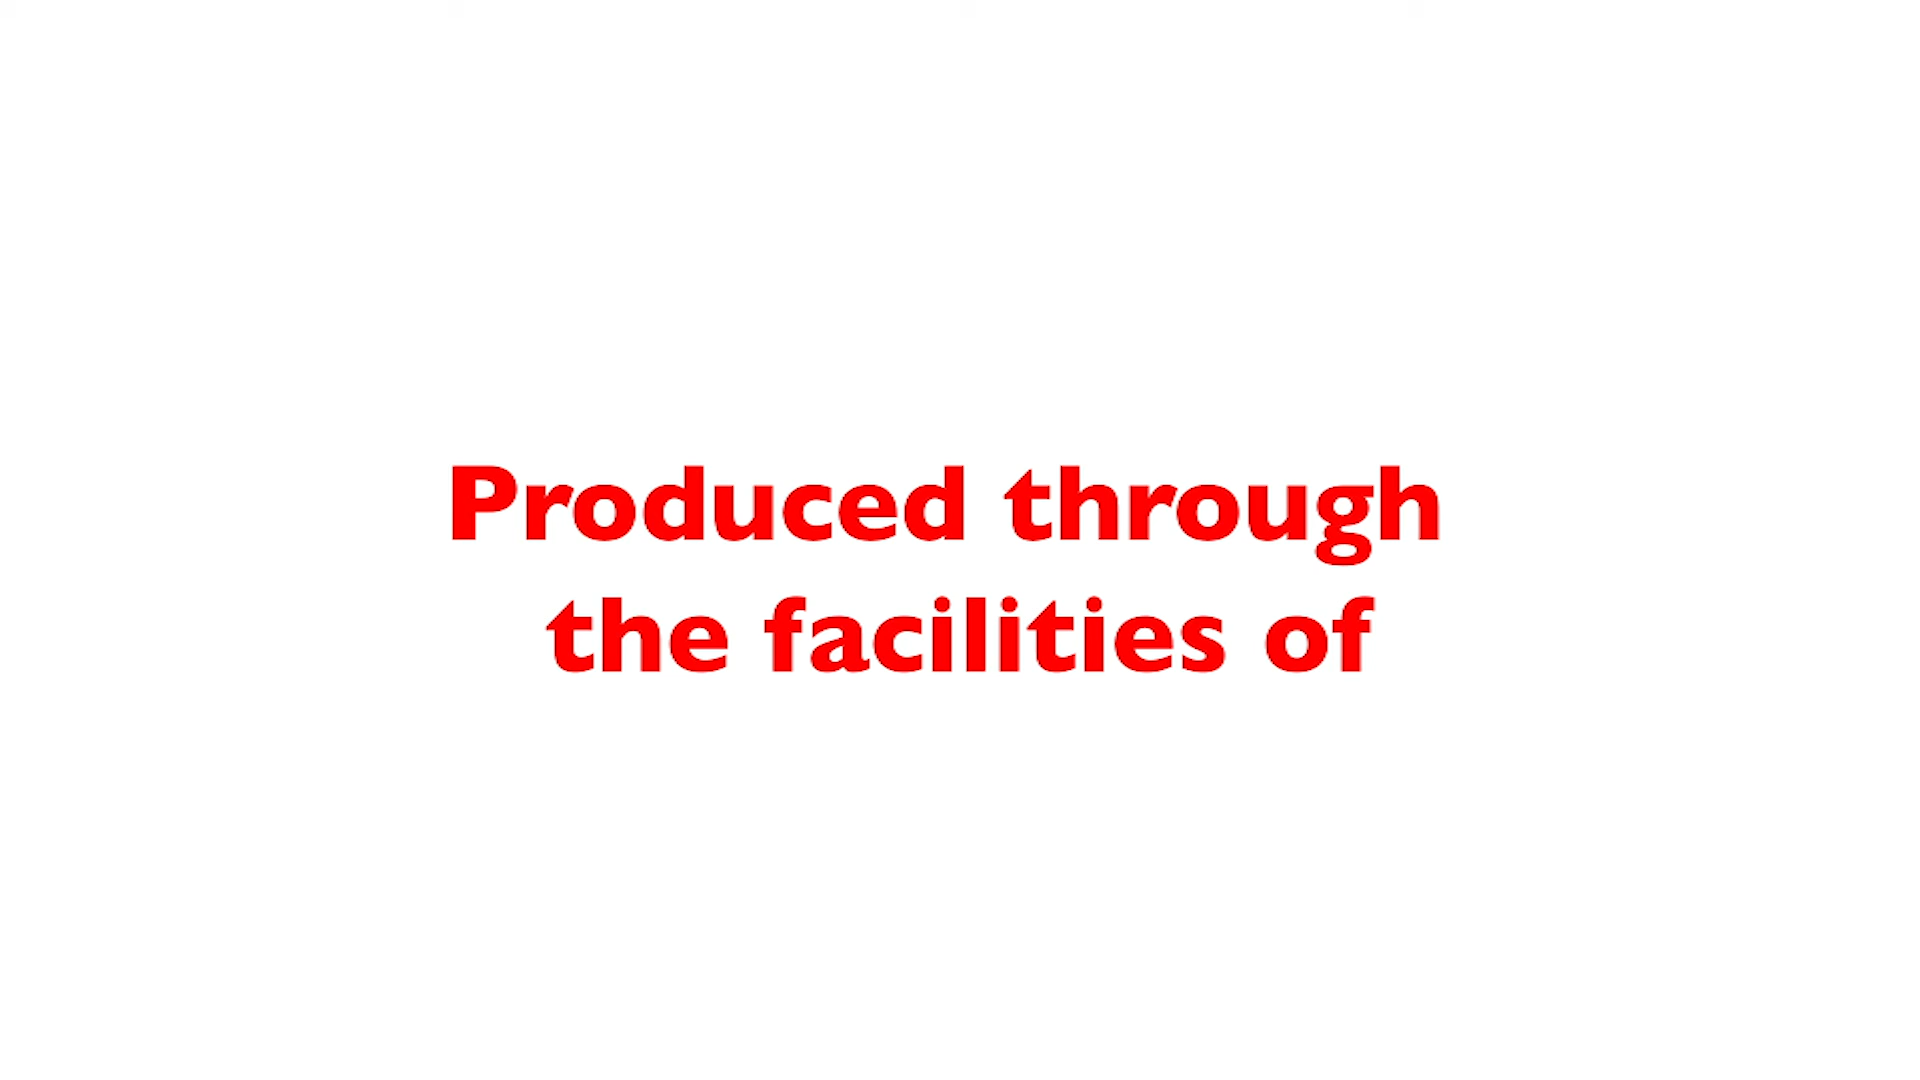 Produced through
the facilities of